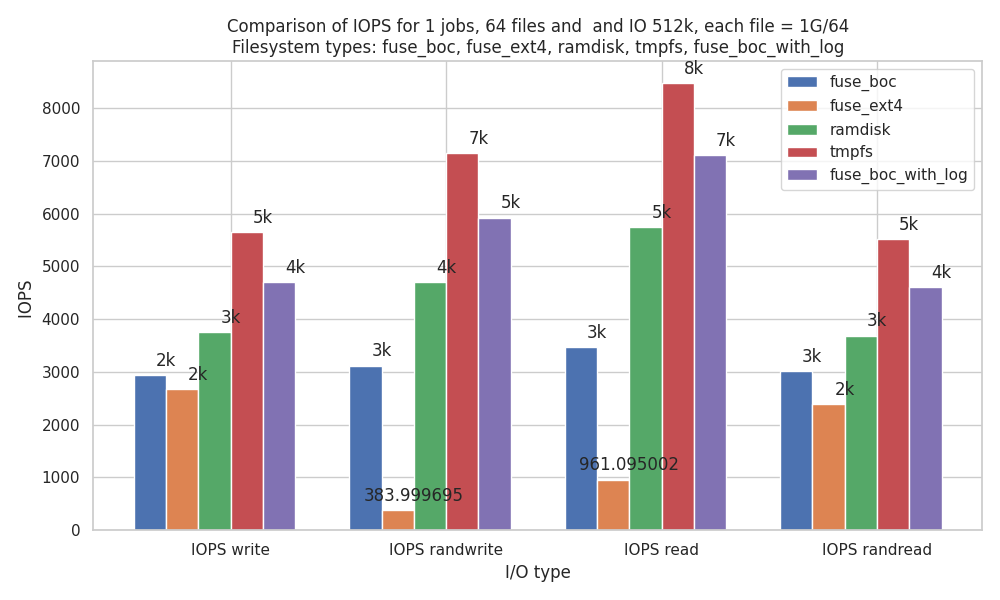 Comparison of IOPS for 1 jobs, 64 files and  and IO 512k, each file = 1G/64
Filesystem types: fuse_boc, fuse_ext4, ramdisk, tmpfs, fuse_boc_with_log
fuse_boc
fuse_ext4
ramdisk
tmpfs
fuse_boc_with_log
IOPS
8000
7000
6000
5000
4000
3000
2000
1000
0
2k
2k
3k
5k
4k
3k
383.999695
4k
7k
5k
3k
961.095002
5k
8k
7k
3k
2k
3k
5k
4k
IOPS write
IOPS randwrite
IOPS read
IOPS randread
I/O type